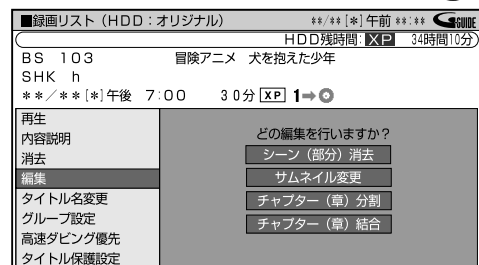 ■録画リスト（HDD：オリジナル） **/** [*] 午前 **:** GGUIDE
HDD残時間：XP 34時間10分
BS 103 冒険アニメ 犬を抱えた少年
SHK h
**/** [*] 午後 7：00 30分 XP 1➡
再生
内容説明
消去
編集
タイトル名変更
グループ設定
高速ダビング優先
タイトル保護設定
どの編集を行いますか？
シーン（部分）消去
サムネイル変更
チャプター（章）分割
チャプター（章）結合